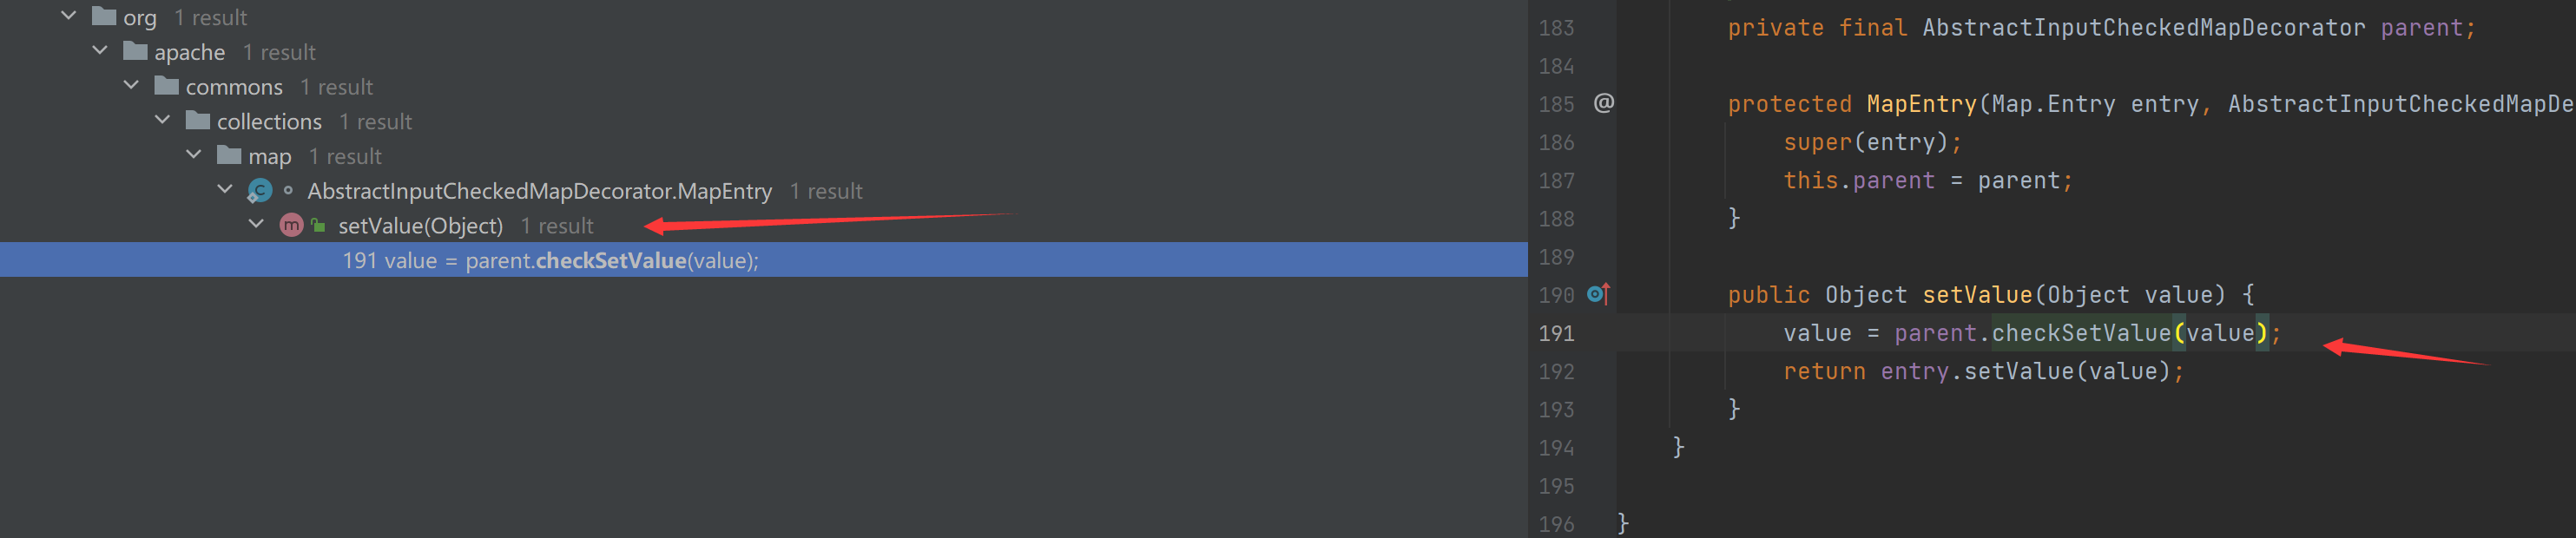 org 1 result
apache 1 result
commons 1 result
collections 1 result
map 1 result
AbstractInputCheckedMapDecorator.MapEntry 1 result
setValue(Object) 1 result
191 value = parent.checkSetValue(value);
183 private final AbstractInputCheckedMapDecorator parent;
184
185 @ protected MapEntry(Map.Entry entry, AbstractInputCheckedMapDe
186 super(entry);
187 this.parent = parent;
188 }
189
190 public Object setValue(Object value) {
191 value = parent.checkSetValue(value);
192 return entry.setValue(value);
193 }
194 }
195
196 }